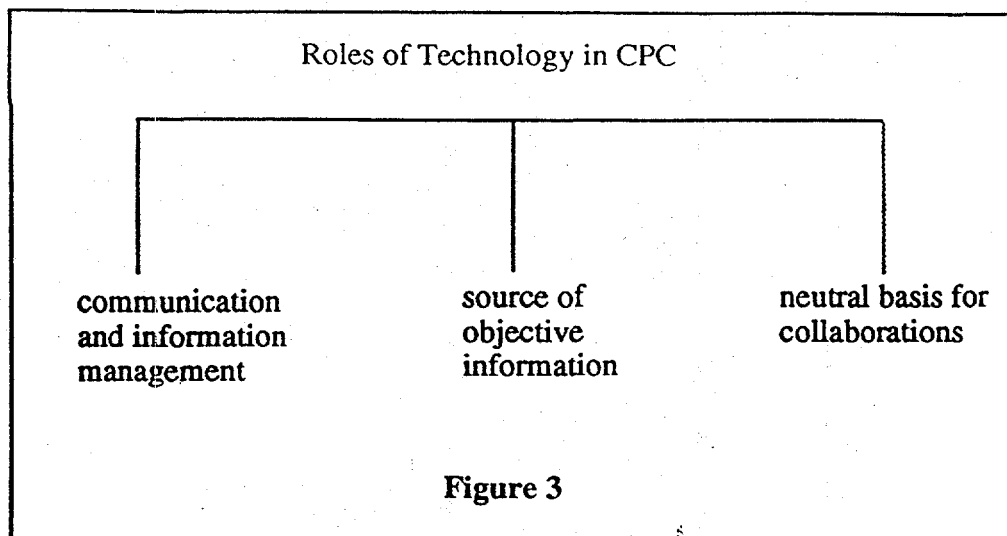 Roles of Technology in CPC
communication
and information
management
source of
objective
information
neutral basis for
collaborations
Figure 3